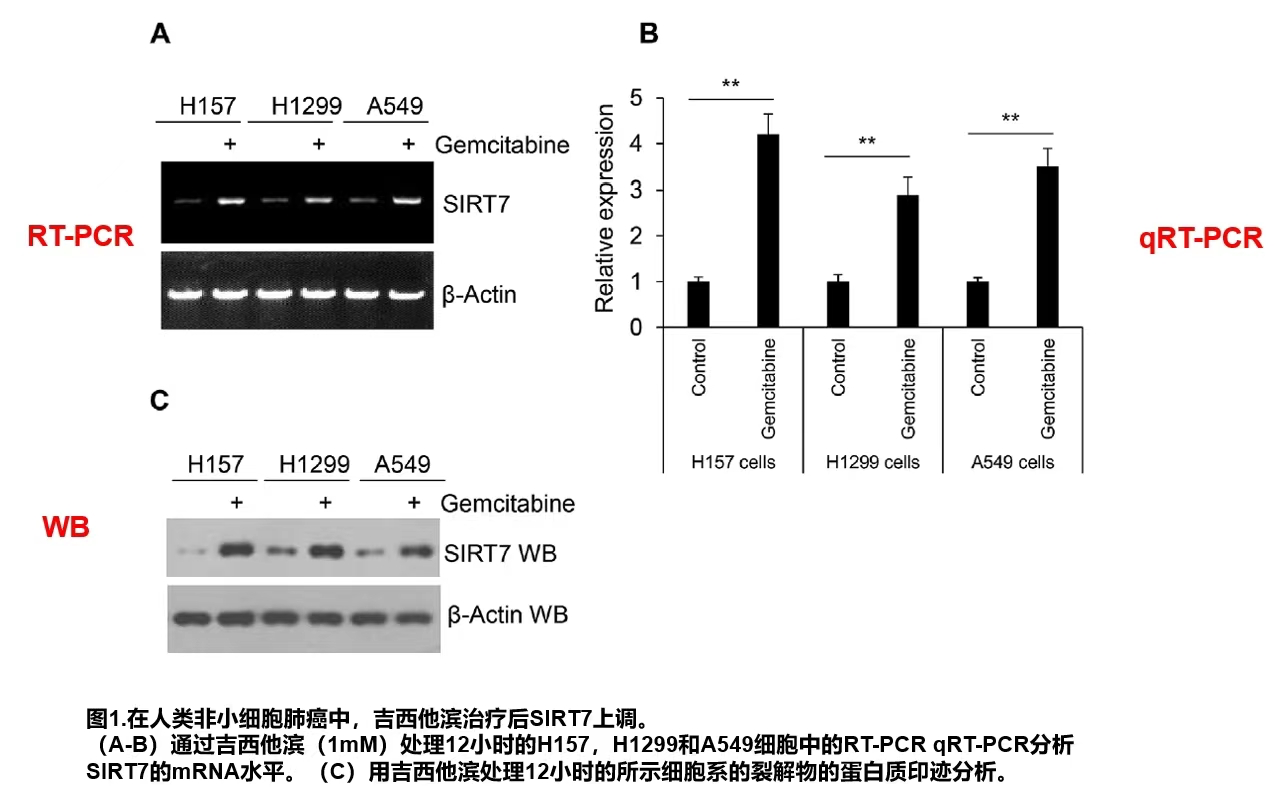 A
H157 H1299 A549
+ + + Gemcitabine
SIRT7
RT-PCR
β-Actin
B
Relative expression
5
4
3
2
1
0
**
**
**
Control
Gemcitabine
Control
Gemcitabine
Control
Gemcitabine
H157 cells H1299 cells A549 cells
qRT-PCR
C
H157 H1299 A549
+ + + Gemcitabine
WB
SIRT7 WB
β-Actin WB
图1.在人类非小细胞肺癌中，吉西他滨治疗后SIRT7上调。
（A-B）通过吉西他滨（1mM）处理12小时的H157，H1299和A549细胞中的RT-PCR qRT-PCR分析
SIRT7的mRNA水平。（C）用吉西他滨处理12小时的所示细胞系的裂解物的蛋白质印迹分析。